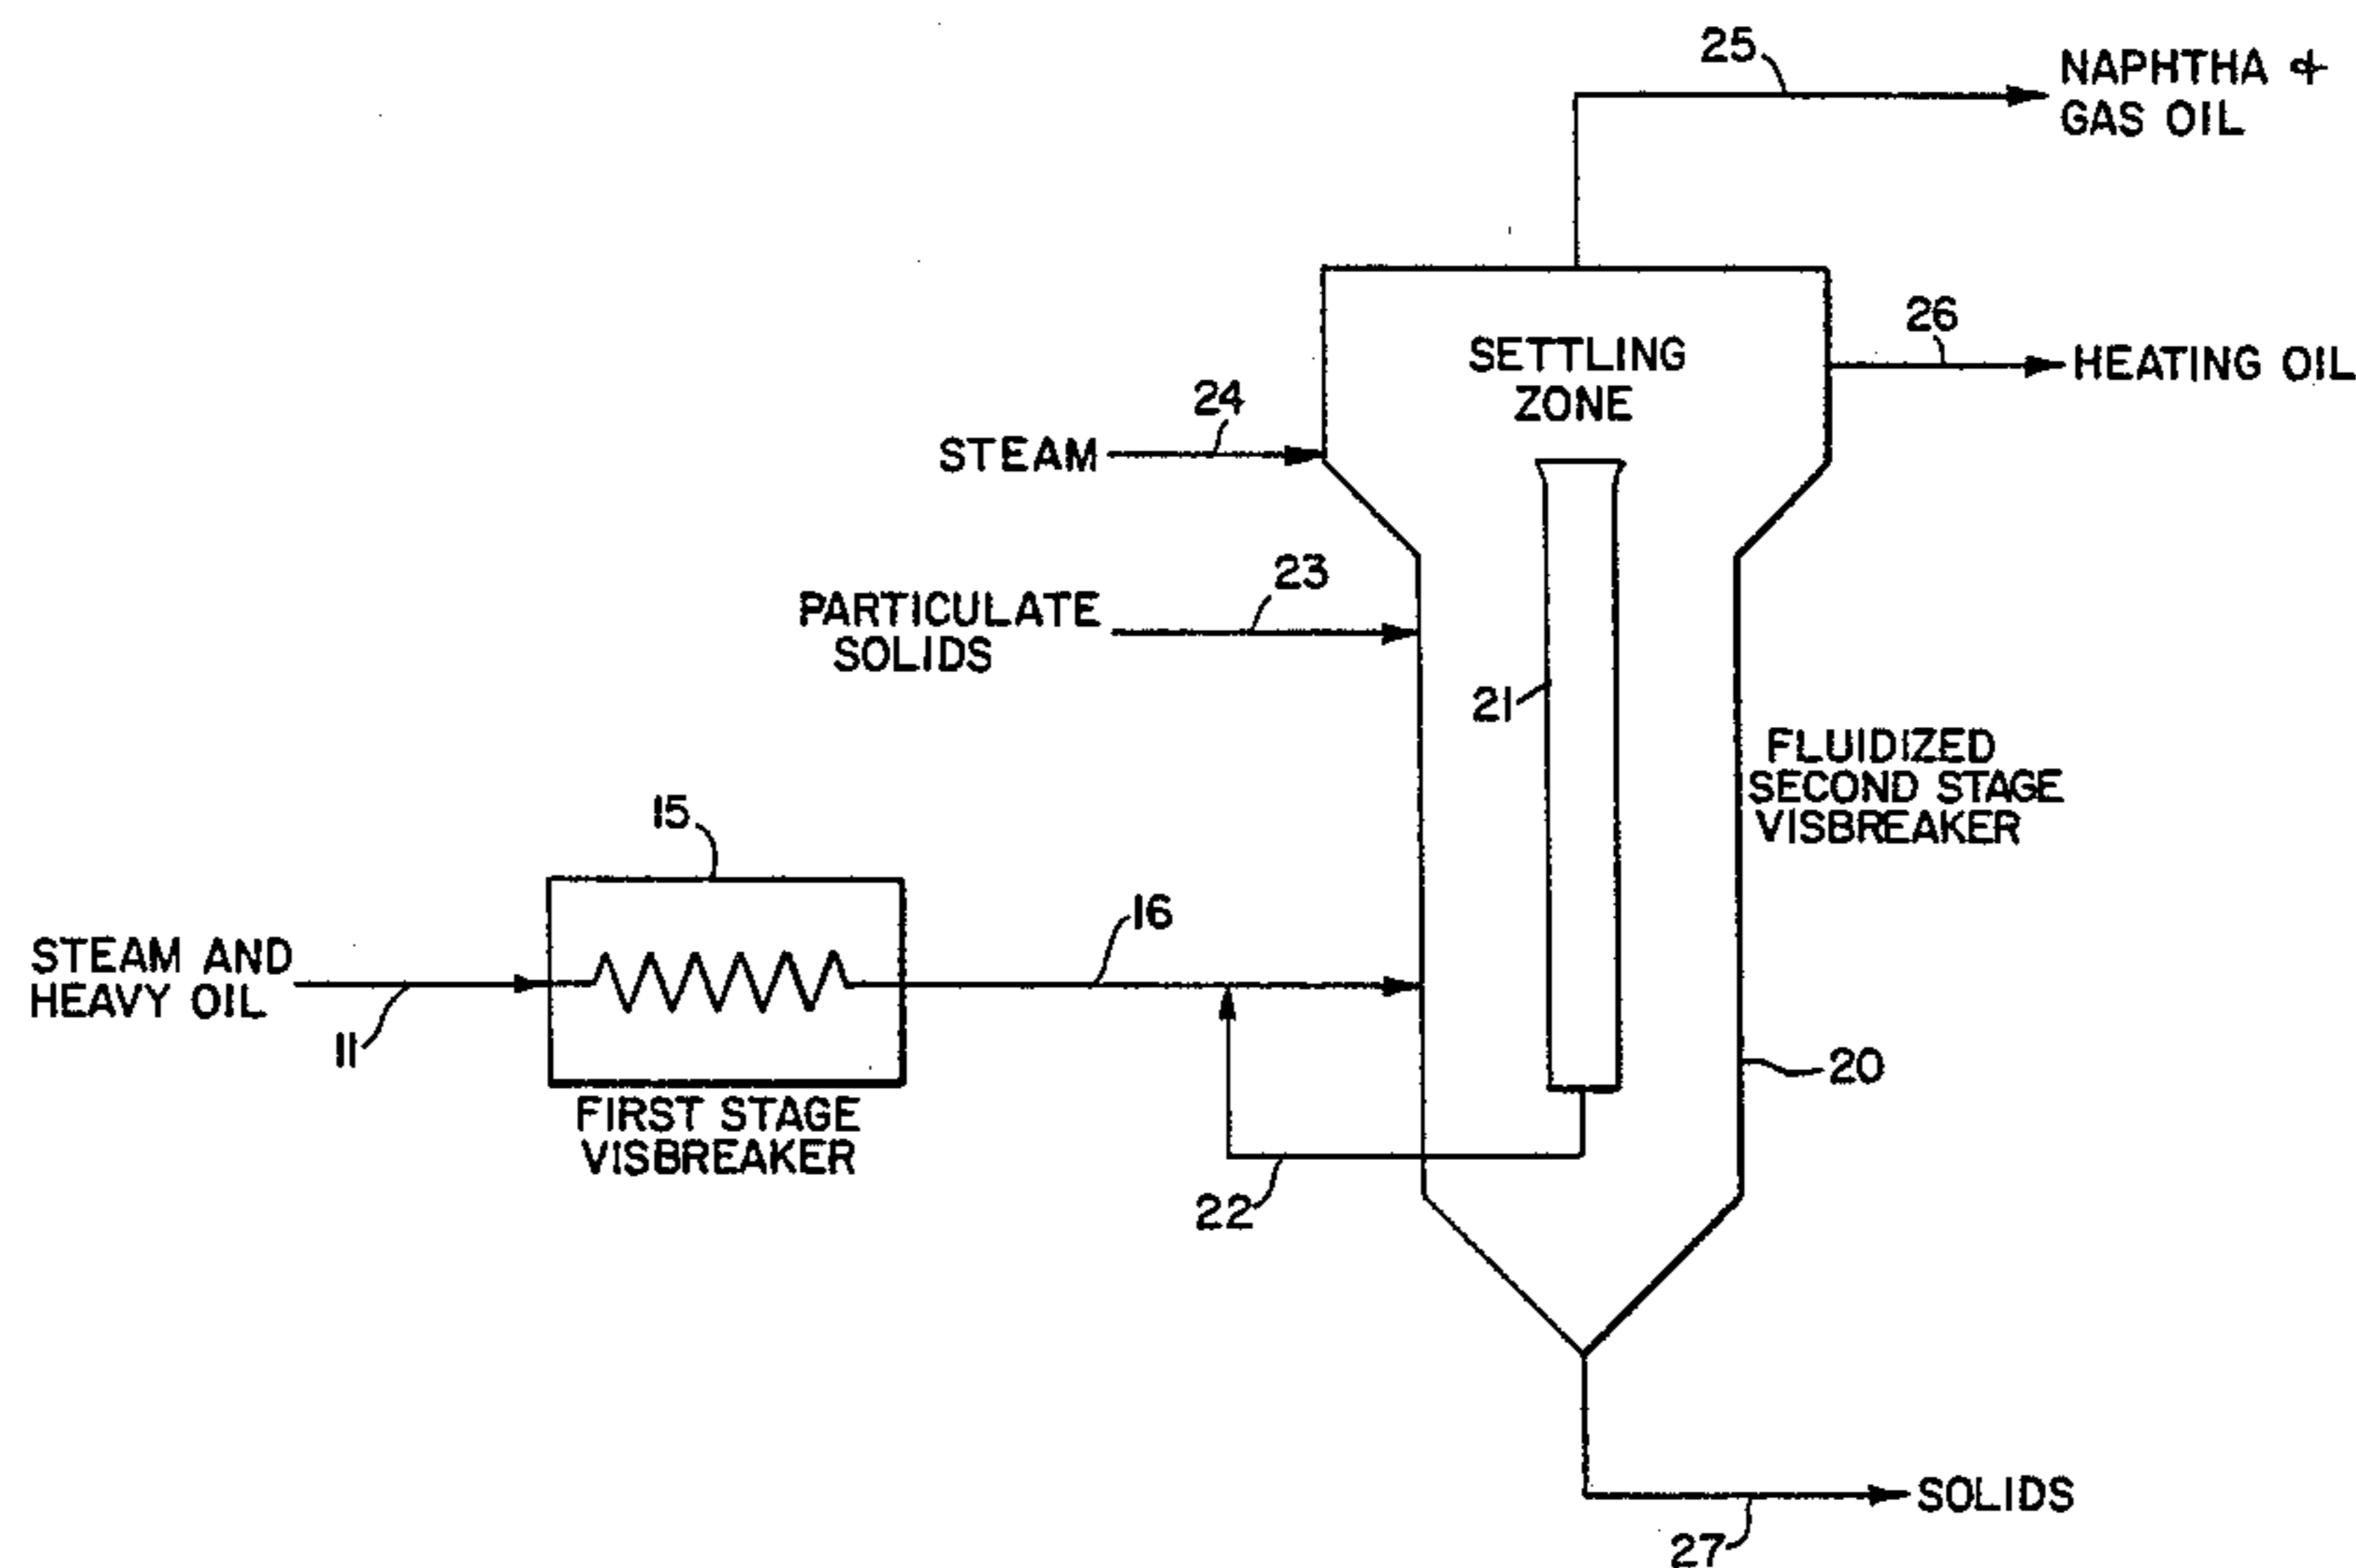 25
NAPHTHA &
GAS OIL
26
HEATING OIL
SETTLING
ZONE
24
STEAM
23
PARTICULATE
SOLIDS
21
FLUIDIZED
SECOND STAGE
VISBREAKER
15
16
STEAM AND
HEAVY OIL
11
20
FIRST STAGE
VISBREAKER
22
SOLIDS
27